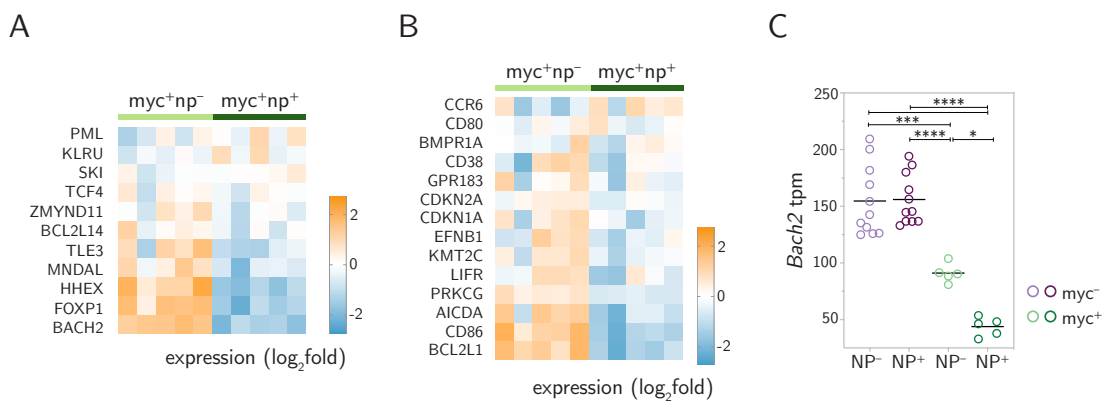 A
myc⁺np⁻ myc⁺np⁺
PML
KLRU
SKI
TCF4
ZMYND11
BCL2L14
TLE3
MNDAL
HHEX
FOXP1
BACH2
2
0
-2
expression (log₂fold)
B
myc⁺np⁻ myc⁺np⁺
CCR6
CD80
BMPR1A
CD38
GPR183
CDKN2A
CDKN1A
EFNB1
KMT2C
LIFR
PRKCG
AICDA
CD86
BCL2L1
2
0
-2
expression (log₂fold)
C
Bach2 tpm
250
200
150
100
50
****
***
**** *
NP⁻ NP⁺ NP⁻ NP⁺
myc⁻
myc⁺